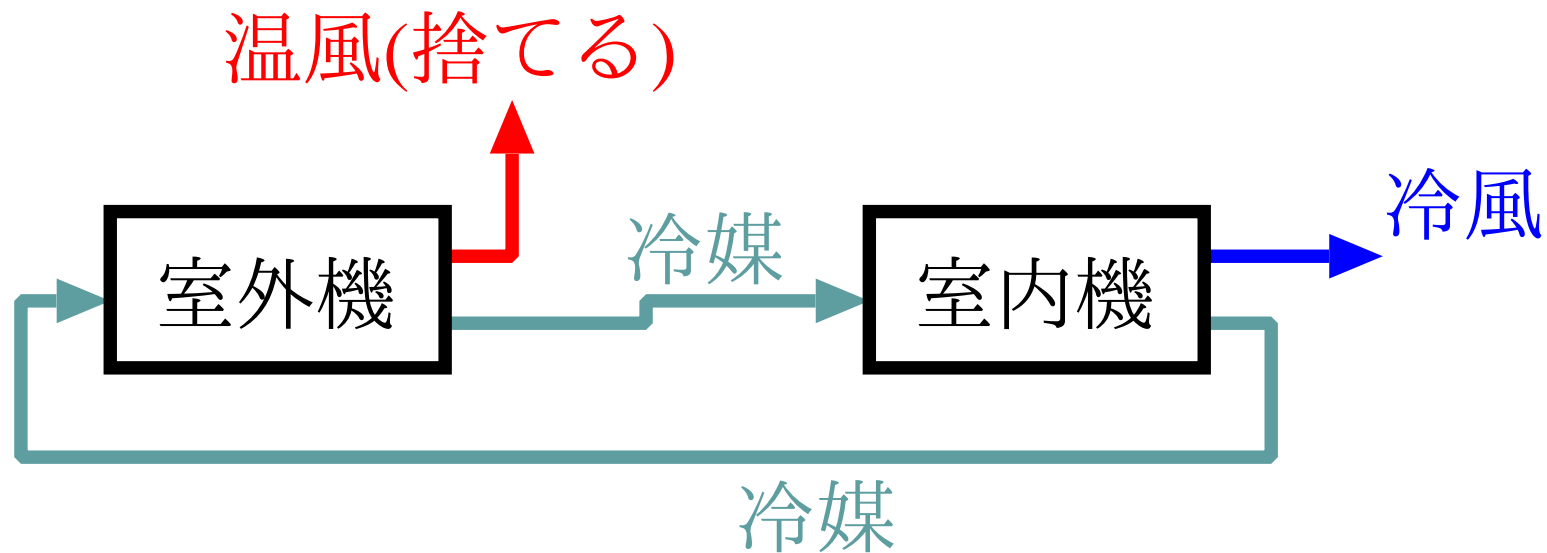 温風(捨てる)
冷風
冷媒
室外機
室内機
冷媒